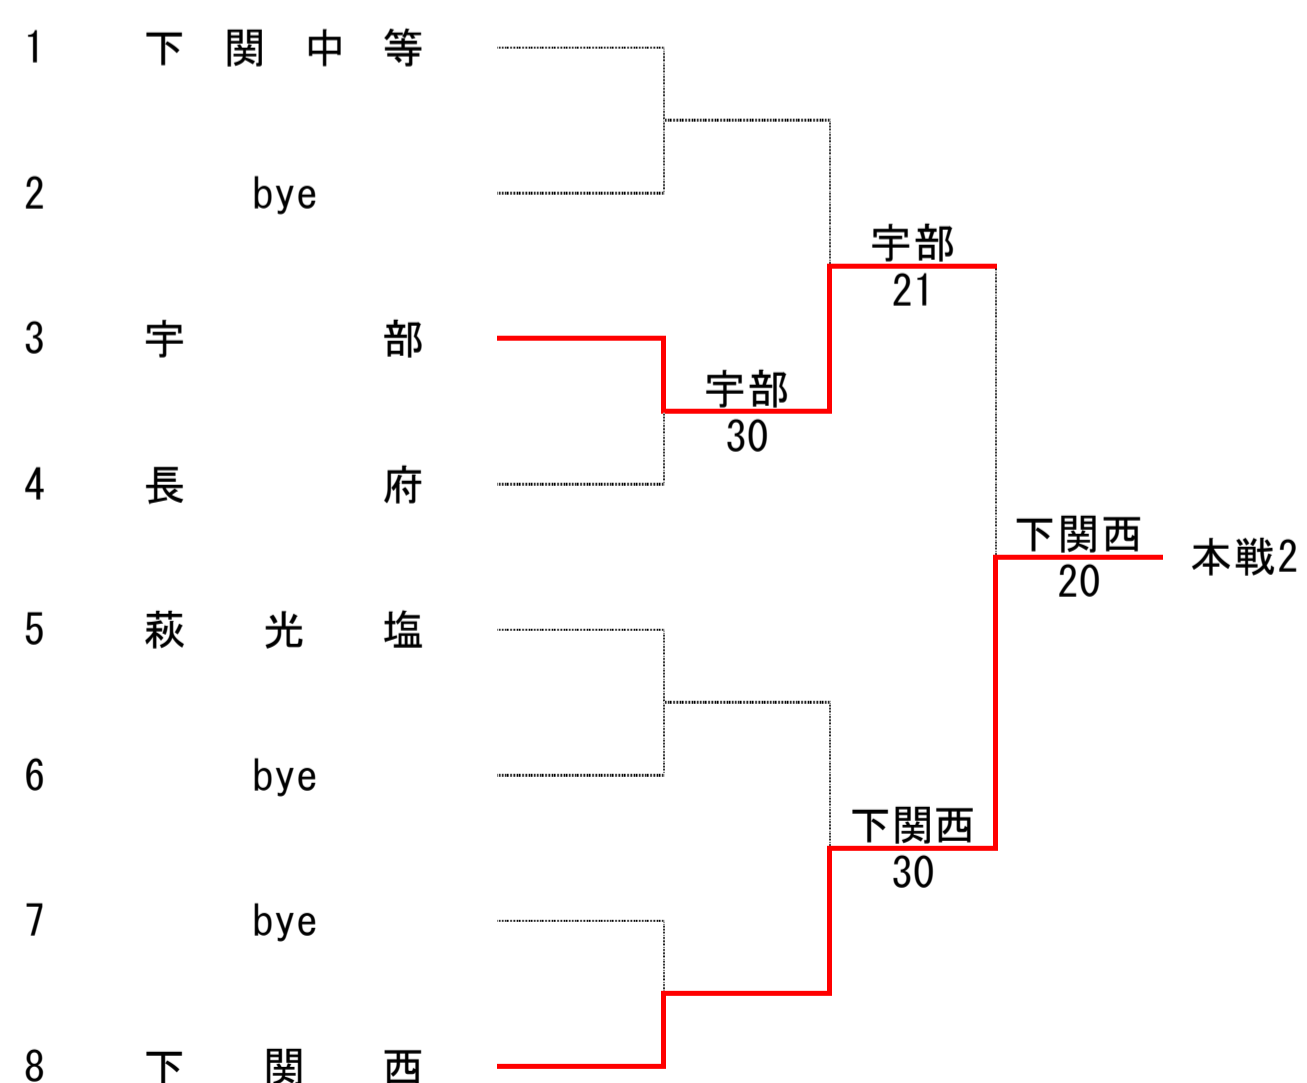 1 下関中等
2 bye
宇部
21
3 宇部
宇部
30
4 長府
下関西 本戦2
20
5 萩光塩
6 bye
下関西
30
7 bye
8 下関西